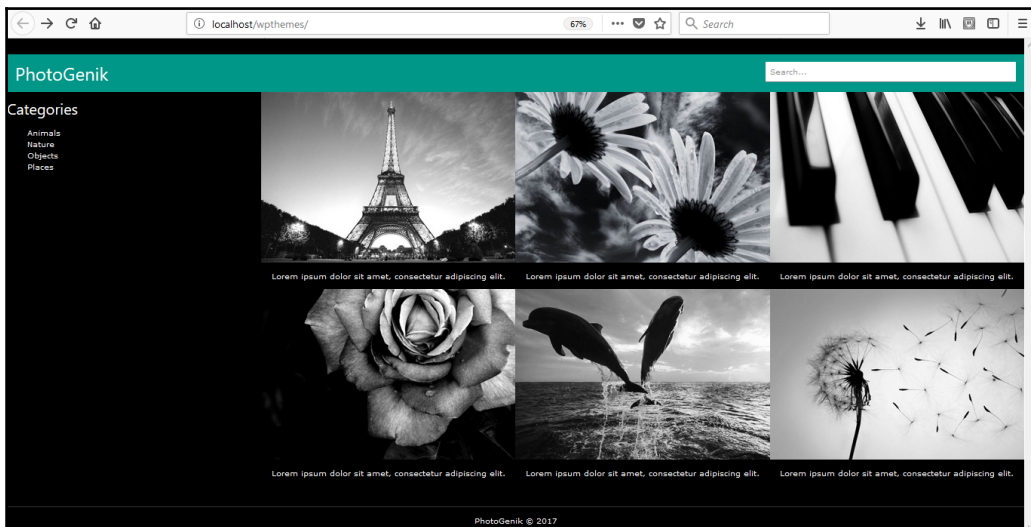 localhost/wpthemes/
67%
Search
PhotoGenik
Search...
Categories
Animals
Nature
Objects
Places
Lorem ipsum dolor sit amet, consectetur adipiscing elit.
Lorem ipsum dolor sit amet, consectetur adipiscing elit.
Lorem ipsum dolor sit amet, consectetur adipiscing elit.
Lorem ipsum dolor sit amet, consectetur adipiscing elit.
Lorem ipsum dolor sit amet, consectetur adipiscing elit.
Lorem ipsum dolor sit amet, consectetur adipiscing elit.
PhotoGenik © 2017